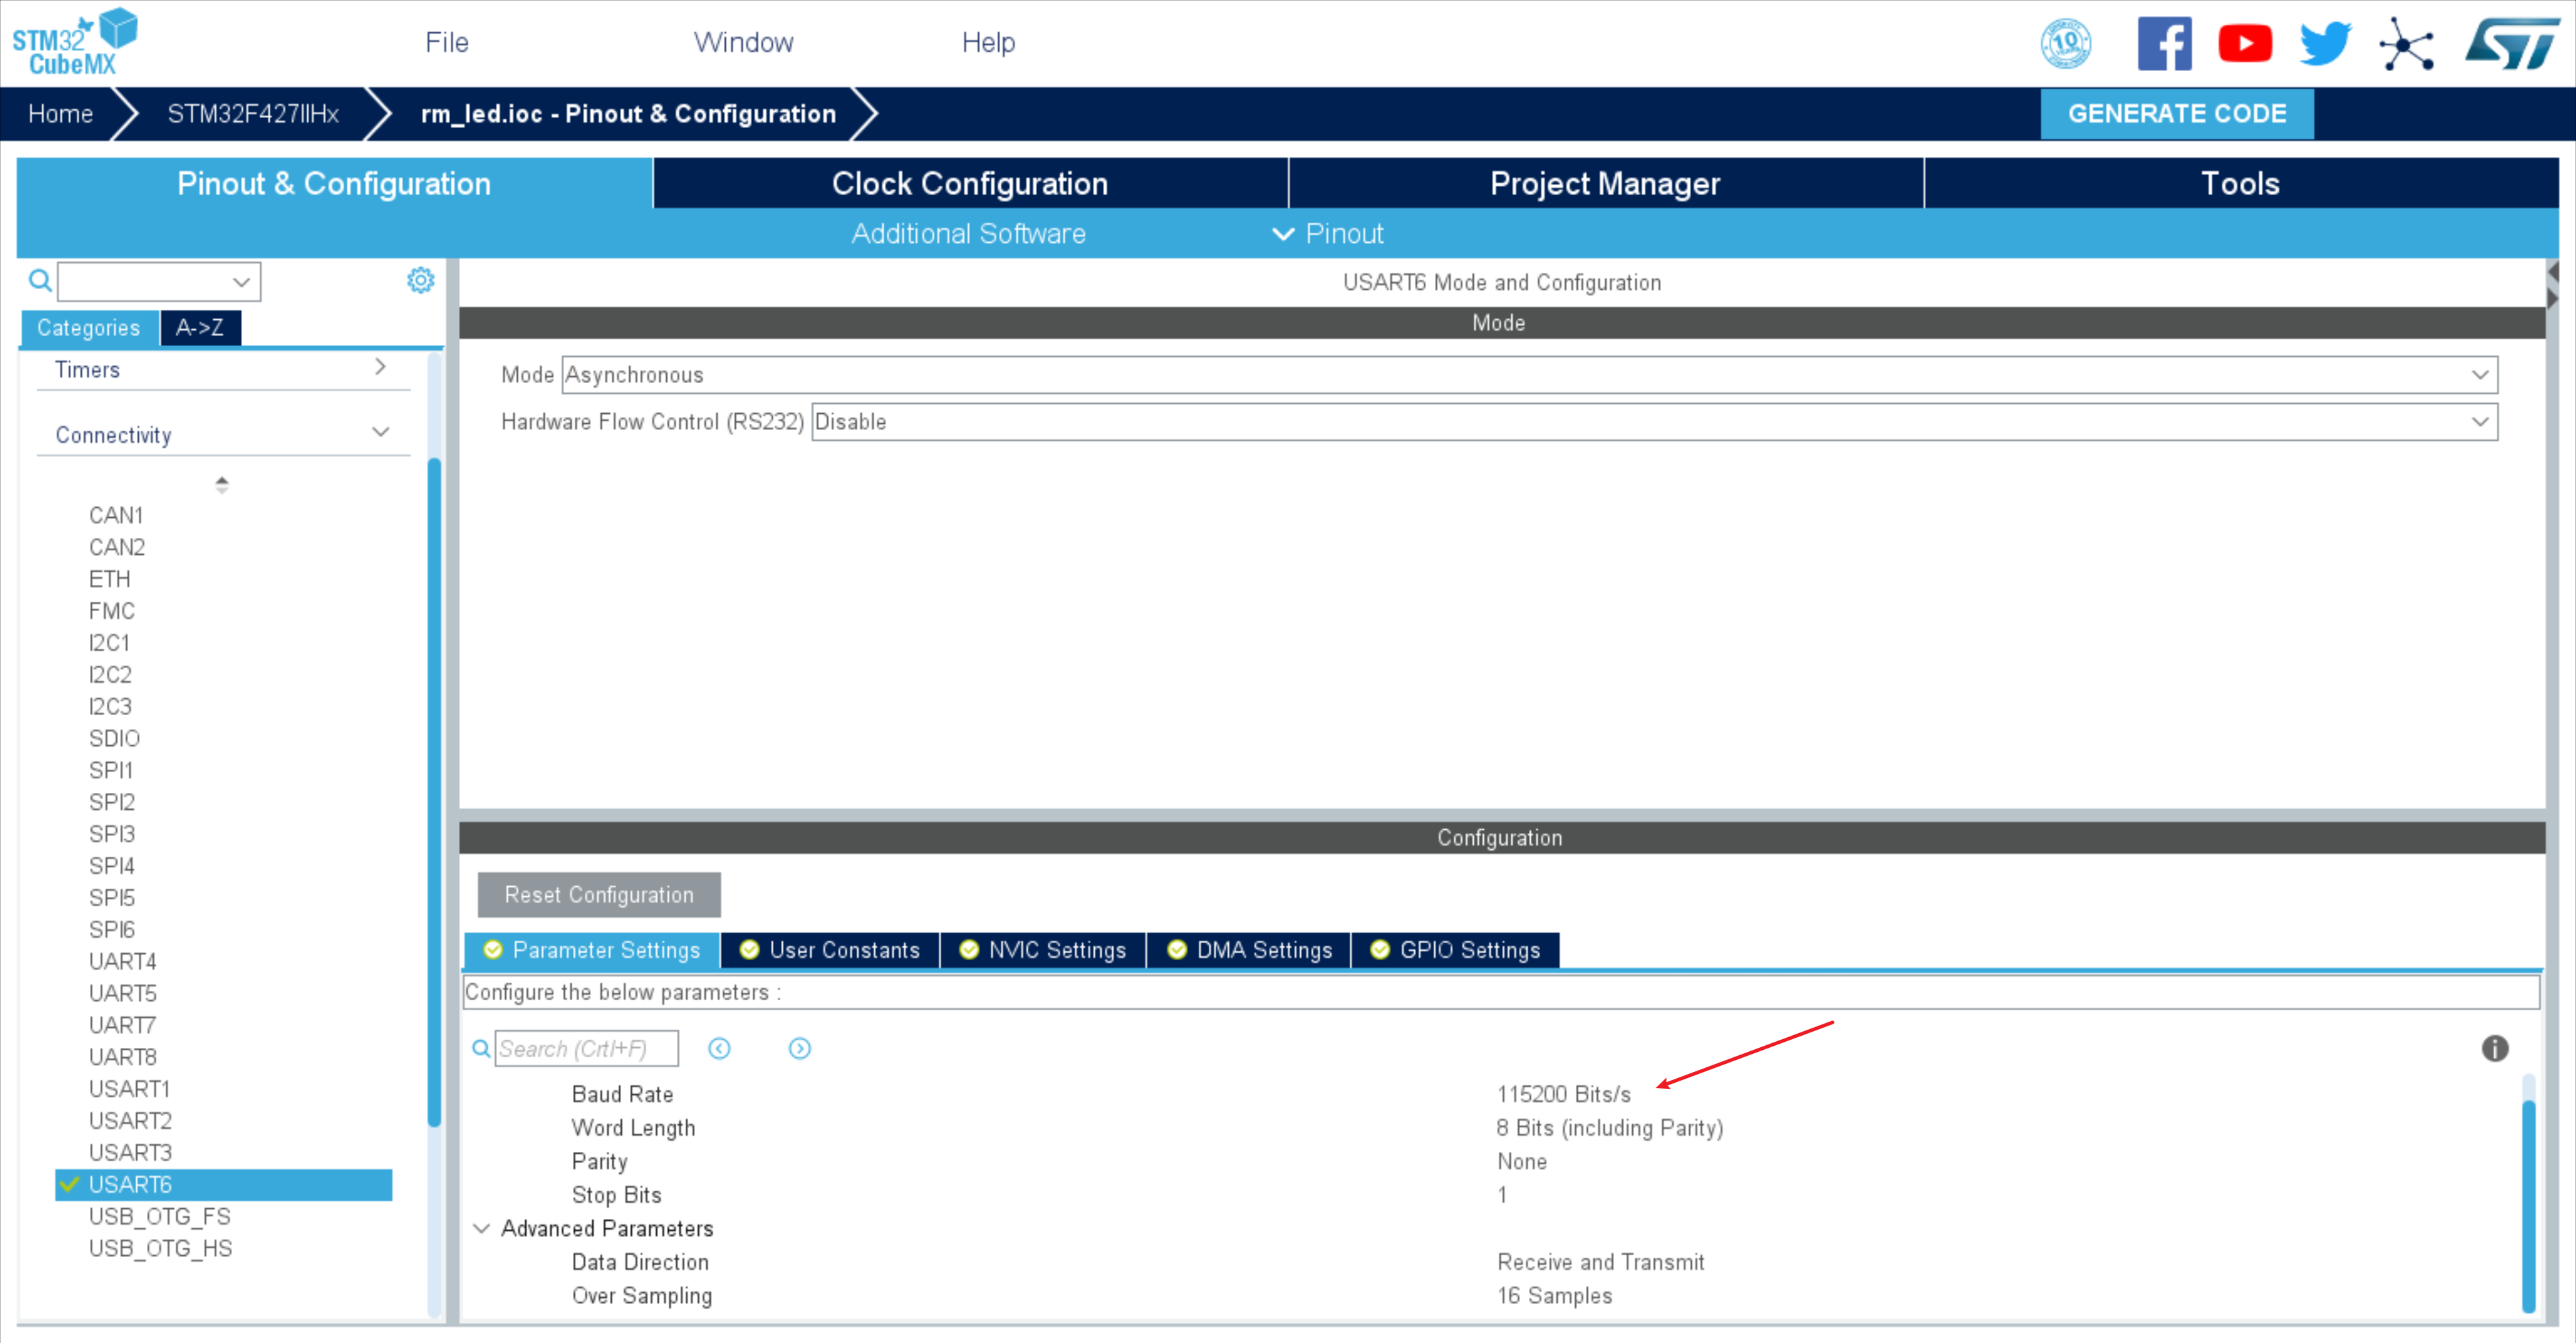 STM32
CubeMX
File
Window
Help
10
Home
STM32F427IIHx
rm_led.ioc - Pinout & Configuration
GENERATE CODE
Pinout & Configuration
Clock Configuration
Project Manager
Tools
Additional Software
Pinout
USART6 Mode and Configuration
Categories
A->Z
Mode
Timers
Mode Asynchronous
Hardware Flow Control (RS232) Disable
Connectivity
CAN1
CAN2
ETH
FMC
I2C1
I2C2
I2C3
SDIO
SPI1
SPI2
SPI3
SPI4
SPI5
SPI6
UART4
UART5
UART7
UART8
USART1
USART2
USART3
USART6
USB_OTG_FS
USB_OTG_HS
Configuration
Reset Configuration
Parameter Settings
User Constants
NVIC Settings
DMA Settings
GPIO Settings
Configure the below parameters :
Search (Crtl+F)
Baud Rate 115200 Bits/s
Word Length 8 Bits (including Parity)
Parity None
Stop Bits 1
Advanced Parameters
Data Direction Receive and Transmit
Over Sampling 16 Samples